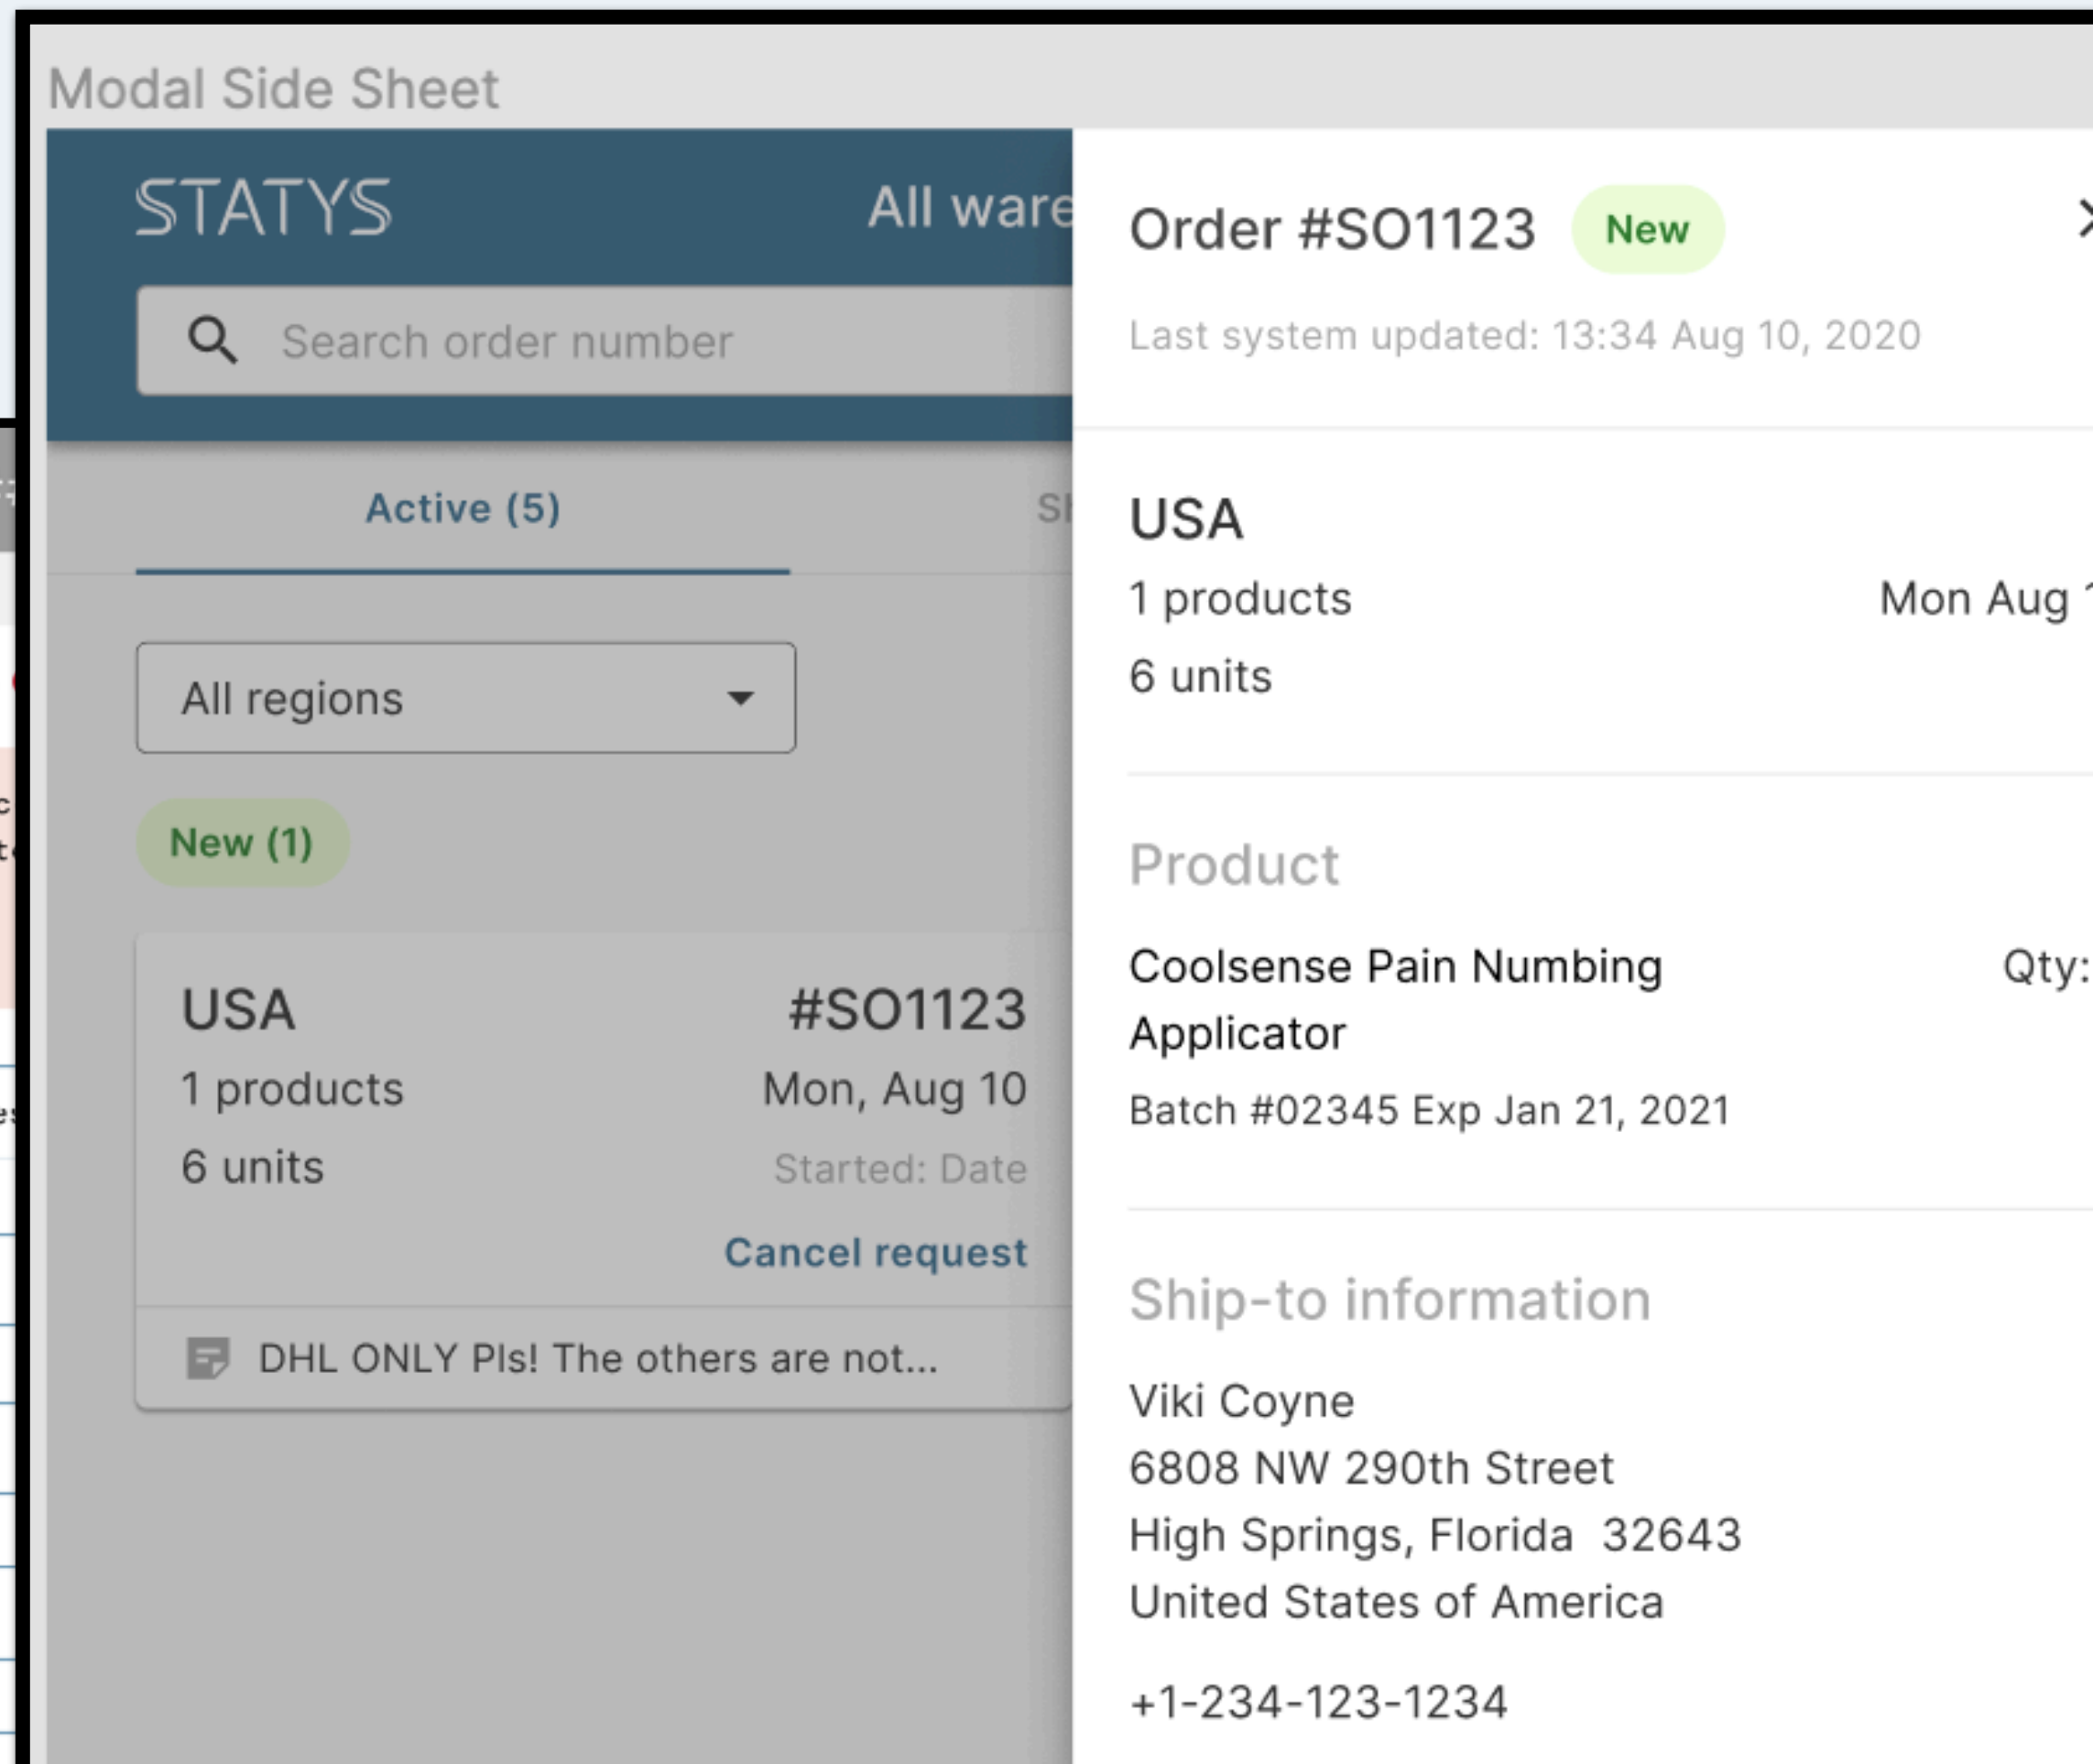 Modal Side Sheet
STATYS
All ware
Search order number
Active (5)
All regions
New (1)
USA #SO1123
1 products Mon, Aug 10
6 units Started: Date
Cancel request
DHL ONLY Pls! The others are not...
Order #SO1123 New
Last system updated: 13:34 Aug 10, 2020
USA
1 products Mon Aug 1
6 units
Product
Coolsense Pain Numbing Qty:
Applicator
Batch #02345 Exp Jan 21, 2021
Ship-to information
Viki Coyne
6808 NW 290th Street
High Springs, Florida  32643
United States of America
+1-234-123-1234